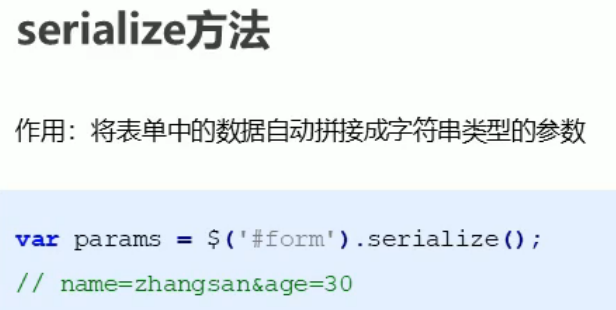 serialize方法
作用：将表单中的数据自动拼接成字符串类型的参数
var params = $('#form').serialize();
// name=zhangsan&age=30